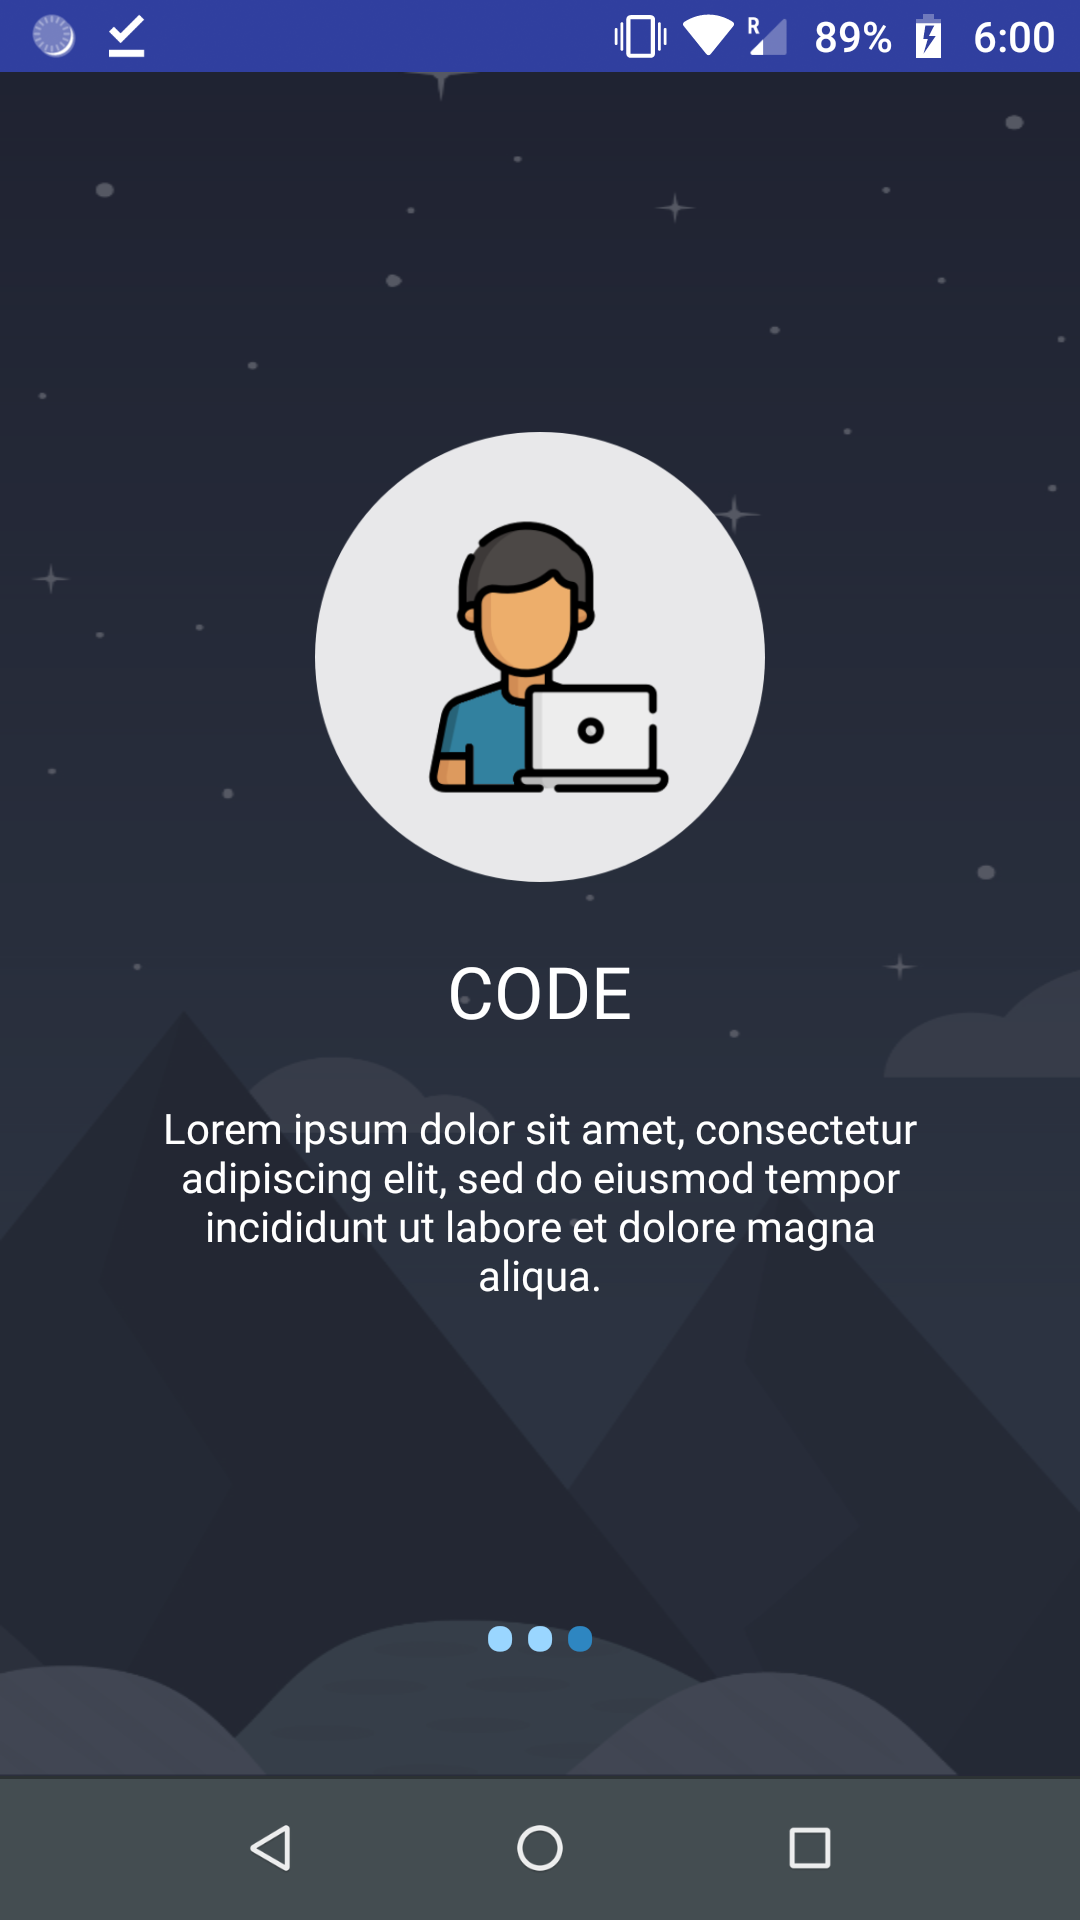 R 89% 6:00
CODE
Lorem ipsum dolor sit amet, consectetur
adipiscing elit, sed do eiusmod tempor
incididunt ut labore et dolore magna
aliqua.